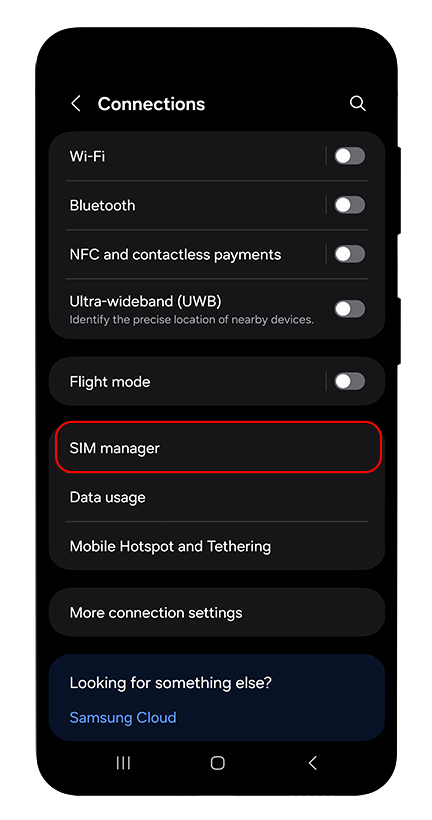 Connections
Wi-Fi
Bluetooth
NFC and contactless payments
Ultra-wideband (UWB)
Identify the precise location of nearby devices.
Flight mode
SIM manager
Data usage
Mobile Hotspot and Tethering
More connection settings
Looking for something else?
Samsung Cloud